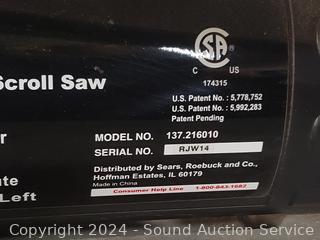 C US
174315
Scroll Saw
U.S. Patent No. : 5,778,752
U.S. Patent No. : 5,992,283
Patent Pending
MODEL NO. 137.216010
SERIAL NO. RJW14
Distributed by Sears, Roebuck and Co.,
Hoffman Estates, IL 60179
Made in China
Consumer Help Line 1-800-843-1682
Left
Copyright 2024 - Sound Auction Service